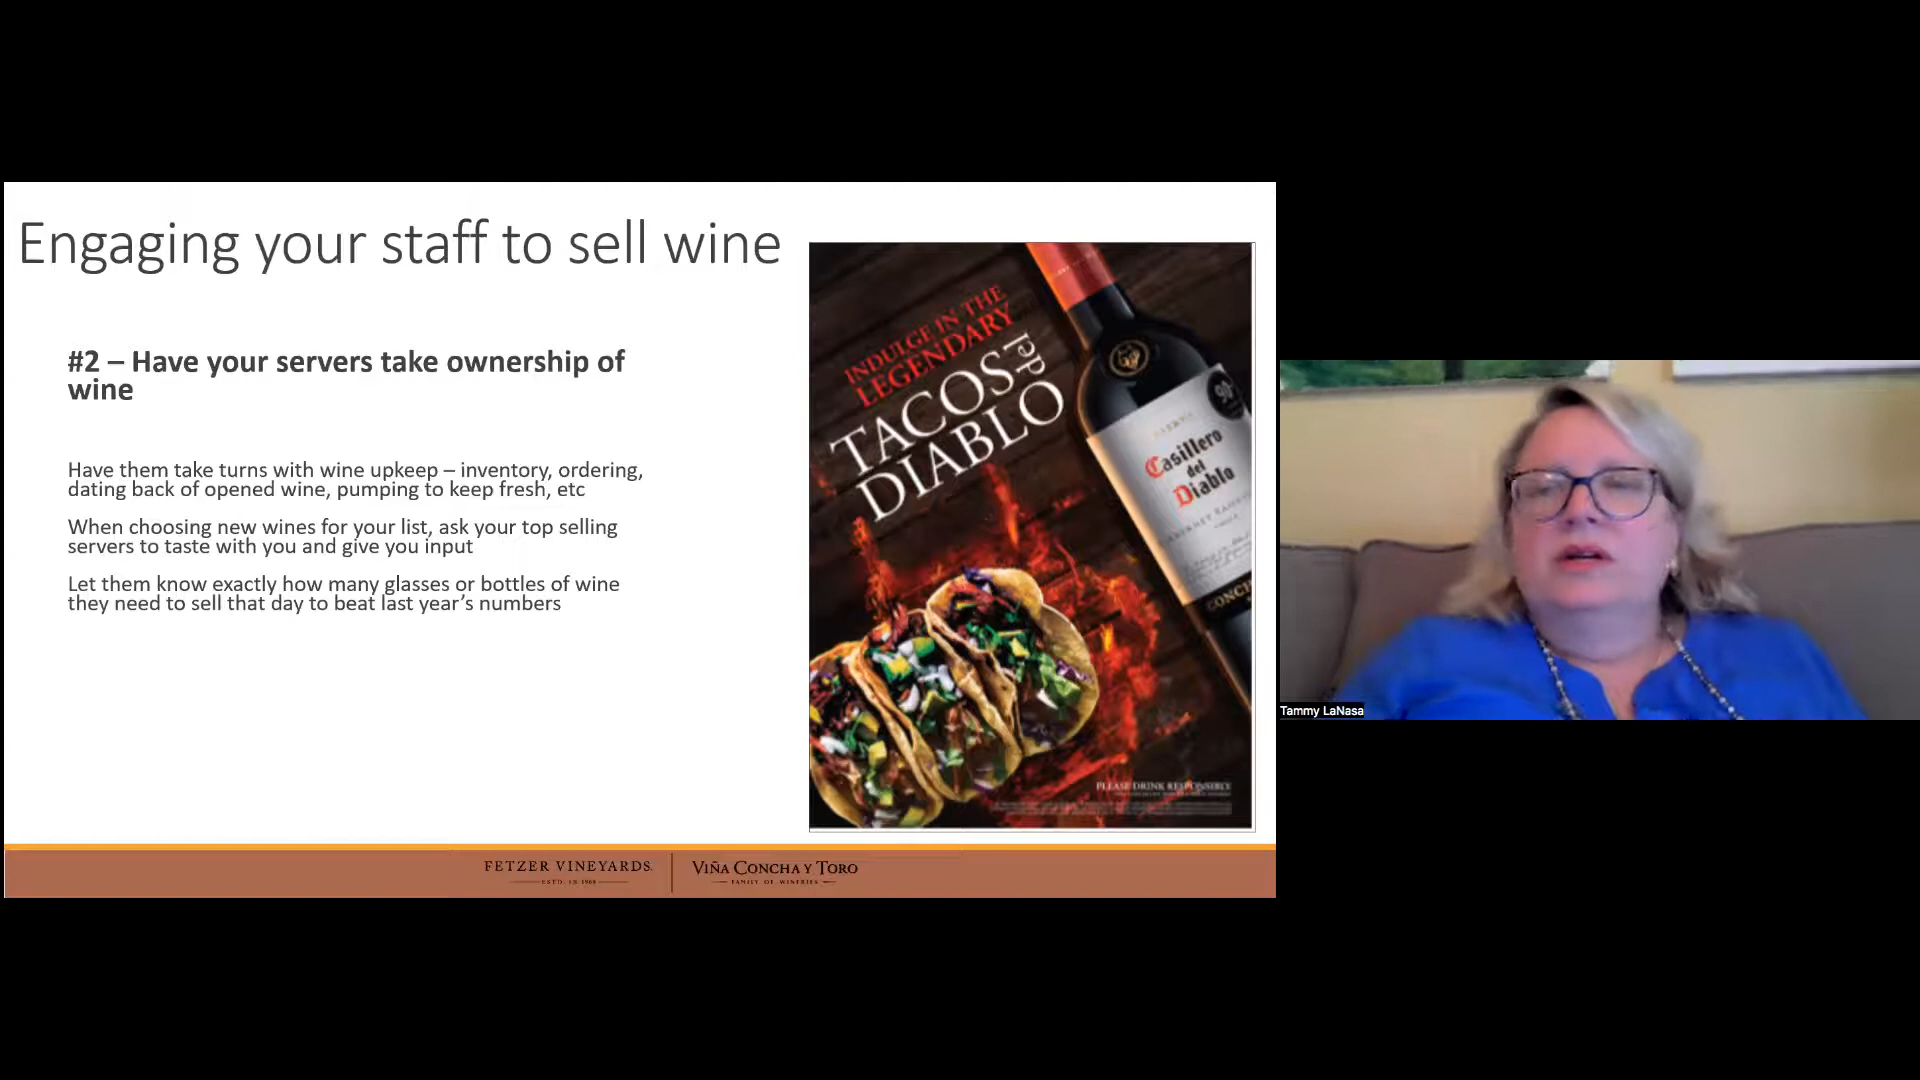 Engaging your staff to sell wine
#2 – Have your servers take ownership of
wine
Have them take turns with wine upkeep – inventory, ordering,
dating back of opened wine, pumping to keep fresh, etc
When choosing new wines for your list, ask your top selling
servers to taste with you and give you input
Let them know exactly how many glasses or bottles of wine
they need to sell that day to beat last year’s numbers
INDULGE IN THE
LEGENDARY
TACOS del
DIABLO
90
Casillero
del
Diablo
CONCH
PLEASE DRINK RESPONSIBLY
FETZER VINEYARDS
ESTD. IN 1968
VIÑA CONCHA Y TORO
FAMILY OF WINERIES
Tammy LaNasa